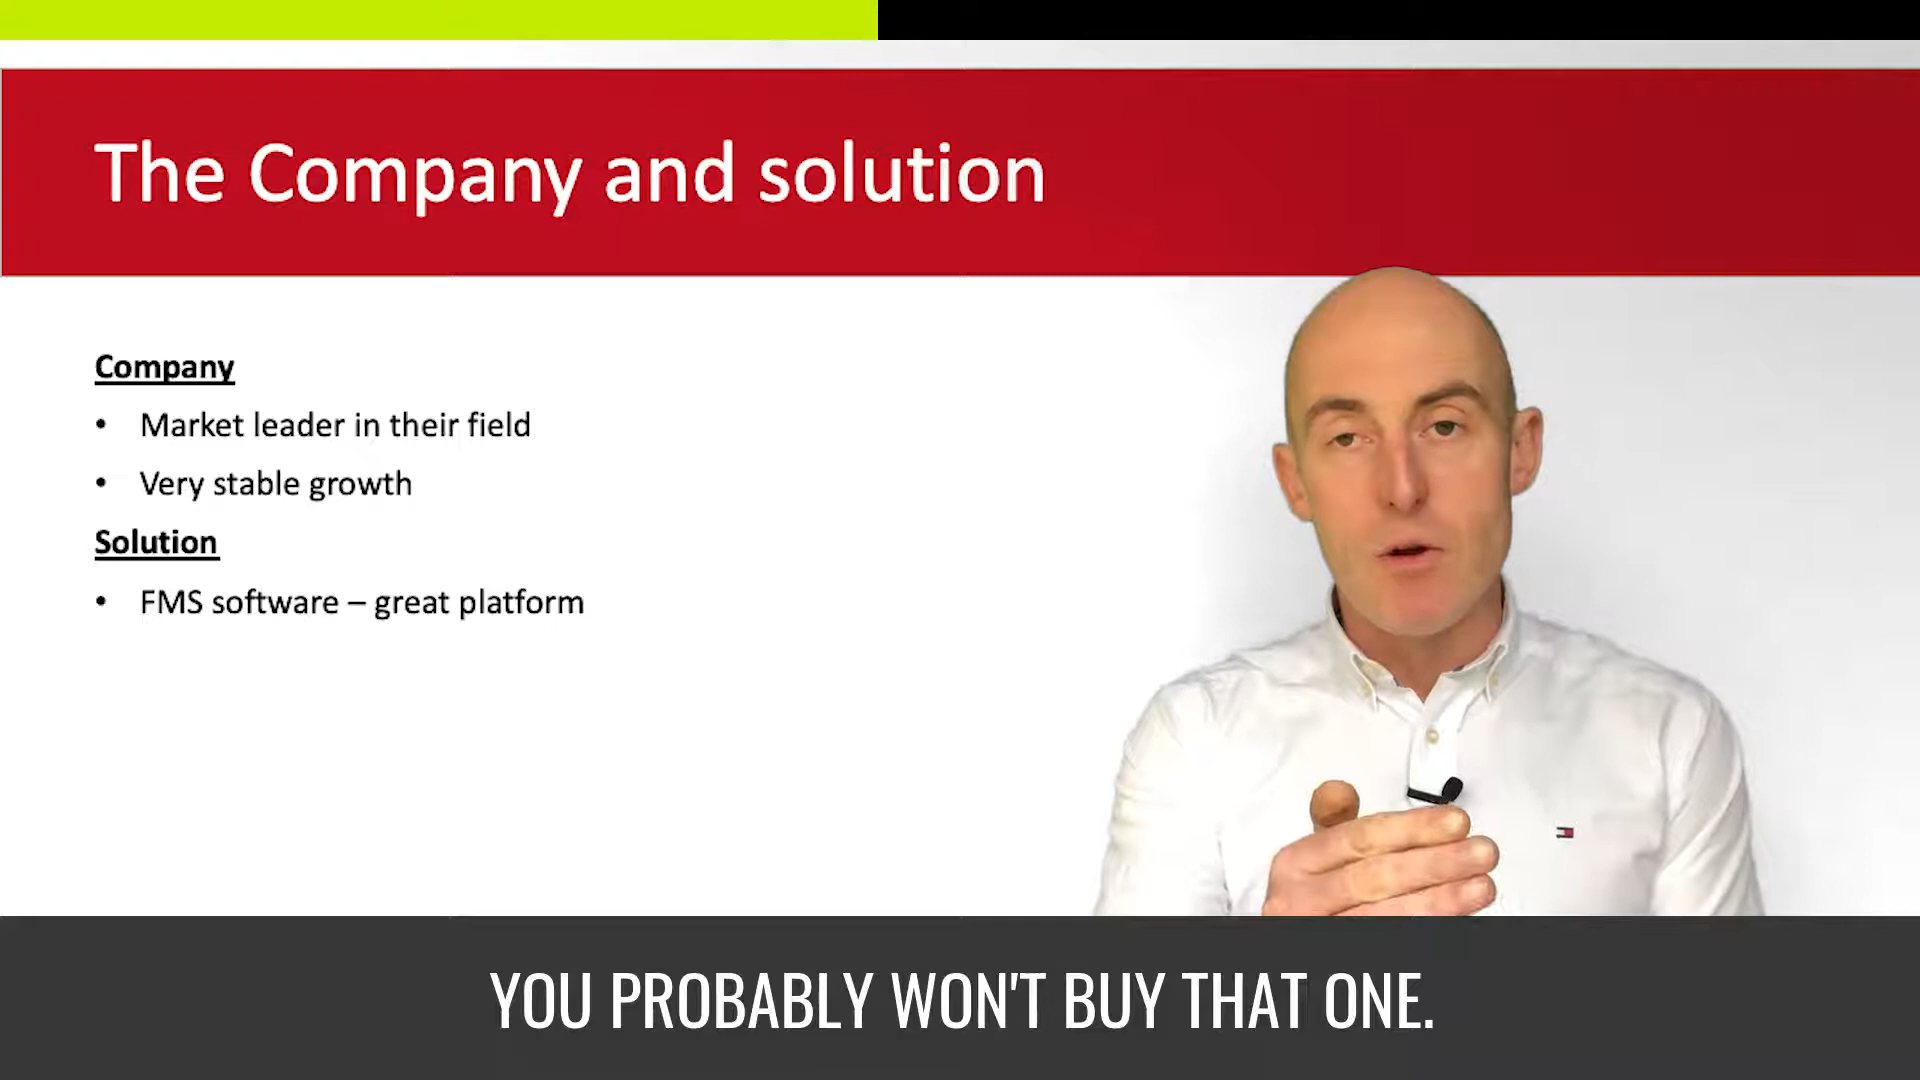 The Company and solution
Company
• Market leader in their field
• Very stable growth
Solution
• FMS software – great platform
YOU PROBABLY WON'T BUY THAT ONE.